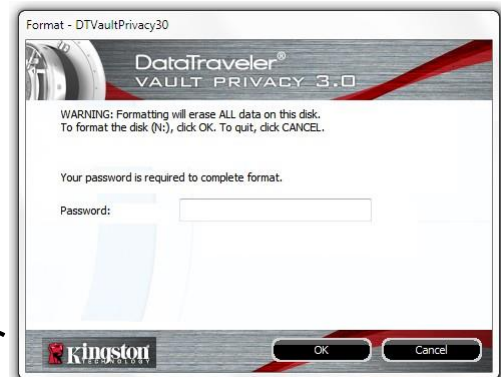 Format - DTVaultPrivacy30
DataTraveler®
VAULT PRIVACY 3.0
WARNING: Formatting will erase ALL data on this disk.
To format the disk (N:), click OK. To quit, click CANCEL.
Your password is required to complete format.
Password:
Kingston
TECHNOLOGY
OK
Cancel